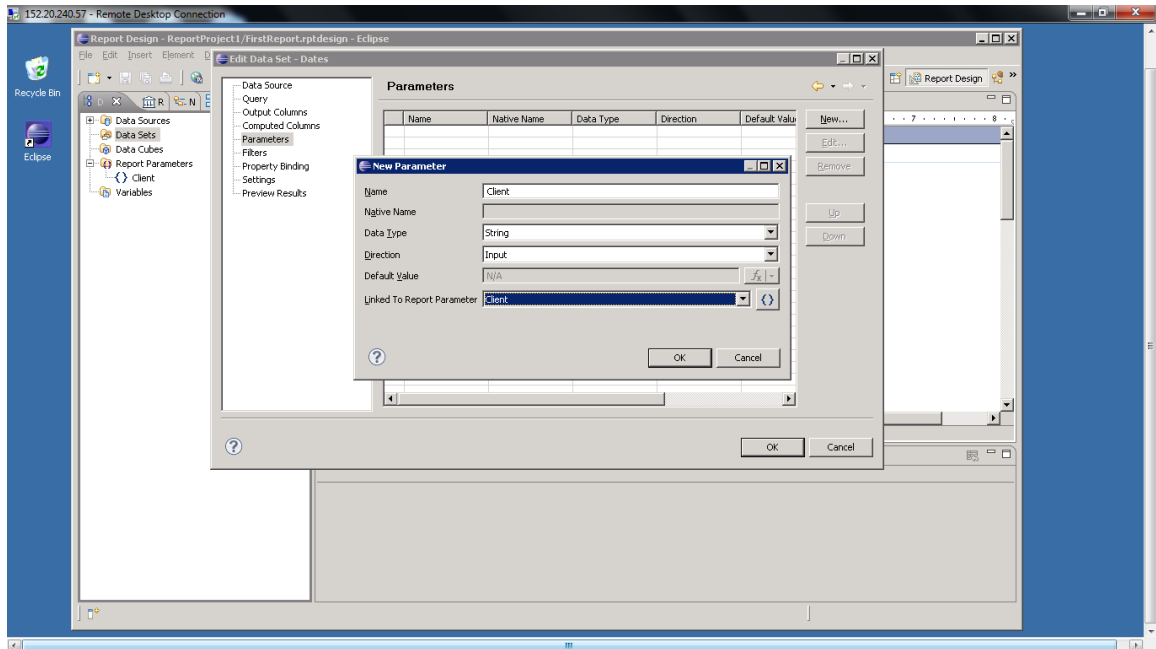 152.20.240.57 - Remote Desktop Connection
Recycle Bin
Eclipse
Report Design - ReportProject1/FirstReport.rptdesign - Eclipse
File Edit Insert Element
Report Design »
Data Sources
Data Sets
Data Cubes
Report Parameters
Client
Variables
Edit Data Set - Dates
Data Source
Query
Output Columns
Computed Columns
Parameters
Filters
Property Binding
Settings
Preview Results
Parameters
Name Native Name Data Type Direction Default Valu
New...
Edit...
Remove
Up
Down
7 8
New Parameter
Name Client
Native Name
Data Type String
Direction Input
Default Value N/A
Linked To Report Parameter Client
OK Cancel
OK Cancel